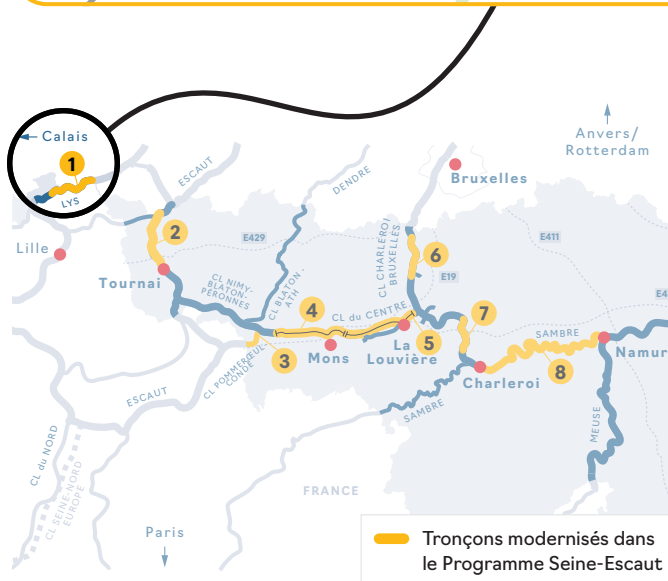 Calais
1
LYS
Anvers/
Rotterdam
ESCAUT
DENDRE
Bruxelles
Lille
2
E429
CL CHARLEROI
BRUXELLES
6
E411
Tournai
CL NIMY-
BLATON-
PÉRONNES
CL BLATON-
ATH
E19
4
CL du CENTRE
7
SAMBRE
3
Mons
La
Louvière
5
Namur
CL POMMEROEUL-
CONDÉ
Charleroi
8
ESCAUT
SAMBRE
MEUSE
CL du NORD
CL SEINE-NORD
EUROPE
FRANCE
Paris
Tronçons modernisés dans
le Programme Seine-Escaut